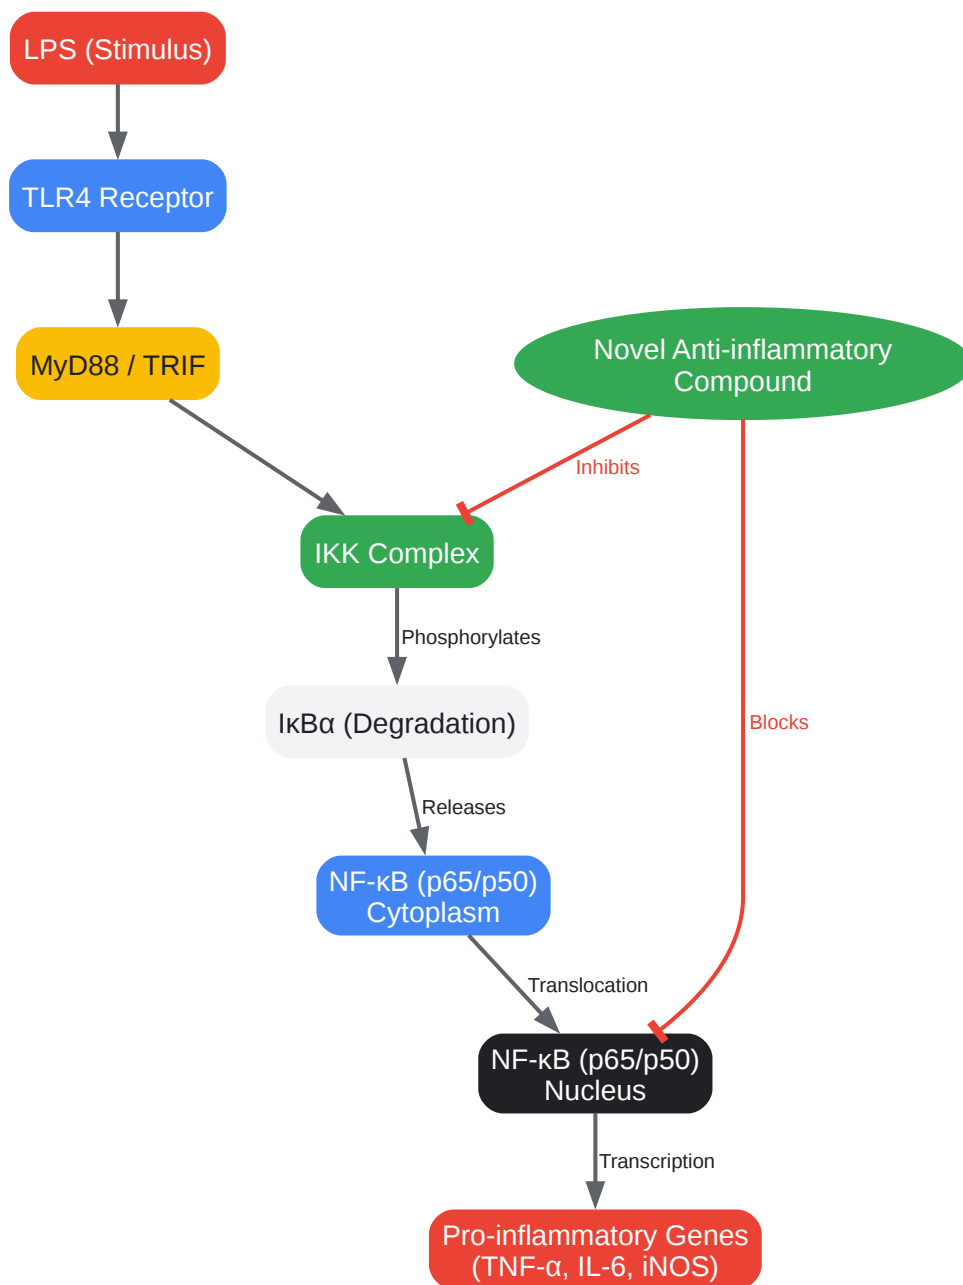 LPS (Stimulus)
TLR4 Receptor
MyD88 / TRIF
Novel Anti-inflammatory
Compound
Inhibits
IKK Complex
Phosphorylates
IκBα (Degradation)
Blocks
Releases
NF-κB (p65/p50)
Cytoplasm
Translocation
NF-κB (p65/p50)
Nucleus
Transcription
Pro-inflammatory Genes
(TNF-α, IL-6, iNOS)